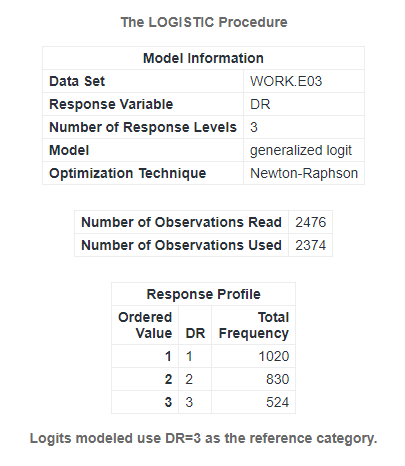 The LOGISTIC Procedure
Model Information
Data Set WORK.E03
Response Variable DR
Number of Response Levels 3
Model generalized logit
Optimization Technique Newton-Raphson
Number of Observations Read 2476
Number of Observations Used 2374
Response Profile
Ordered Total
Value DR Frequency
1 1 1020
2 2 830
3 3 524
Logits modeled use DR=3 as the reference category.